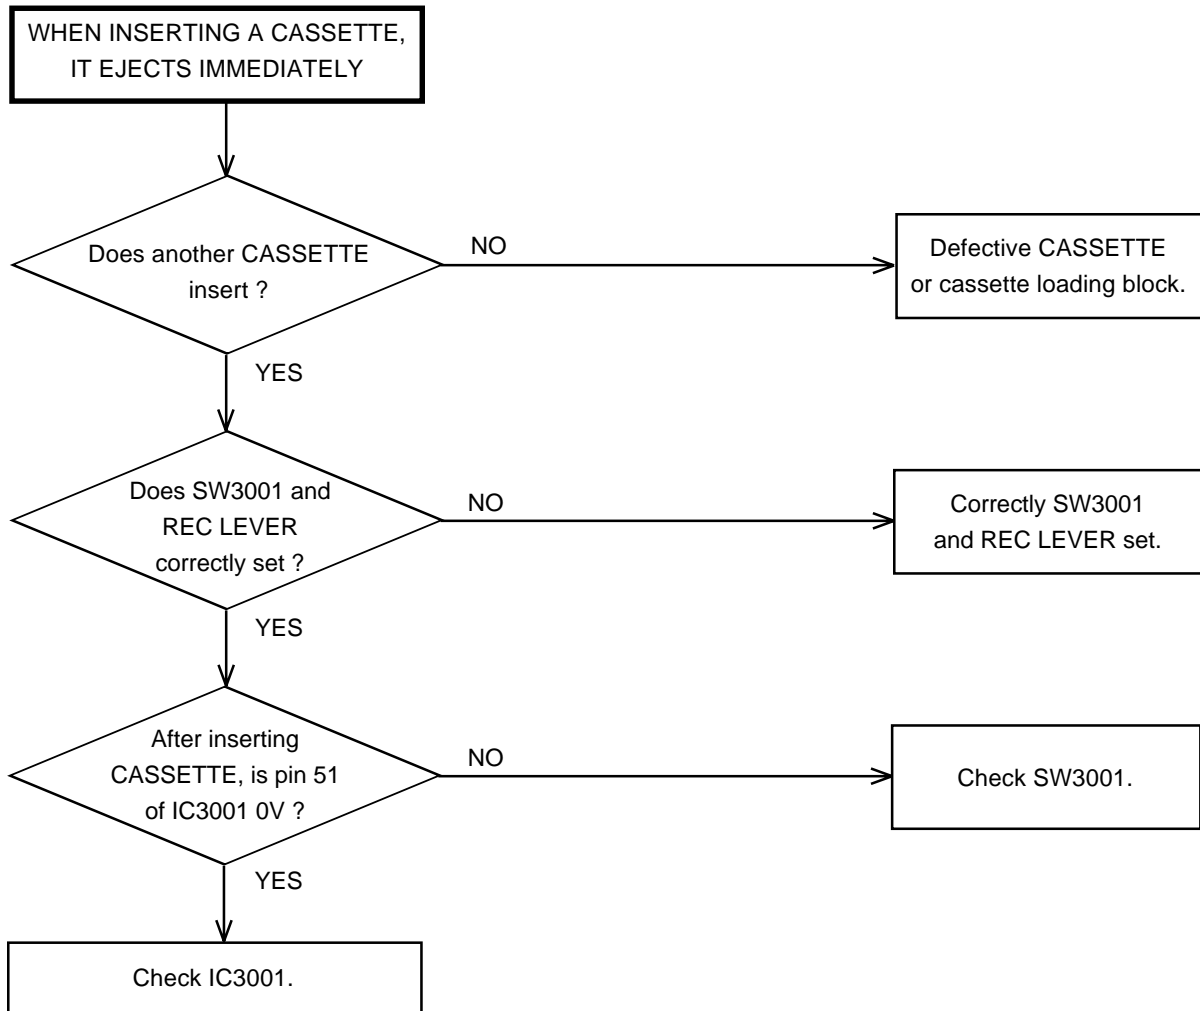 WHEN INSERTING A CASSETTE,
IT EJECTS IMMEDIATELY
Does another CASSETTE
insert ?
NO
Defective CASSETTE
or cassette loading block.
YES
Does SW3001 and
REC LEVER
correctly set ?
NO
Correctly SW3001
and REC LEVER set.
YES
After inserting
CASSETTE, is pin 51
of IC3001 0V ?
NO
Check SW3001.
YES
Check IC3001.